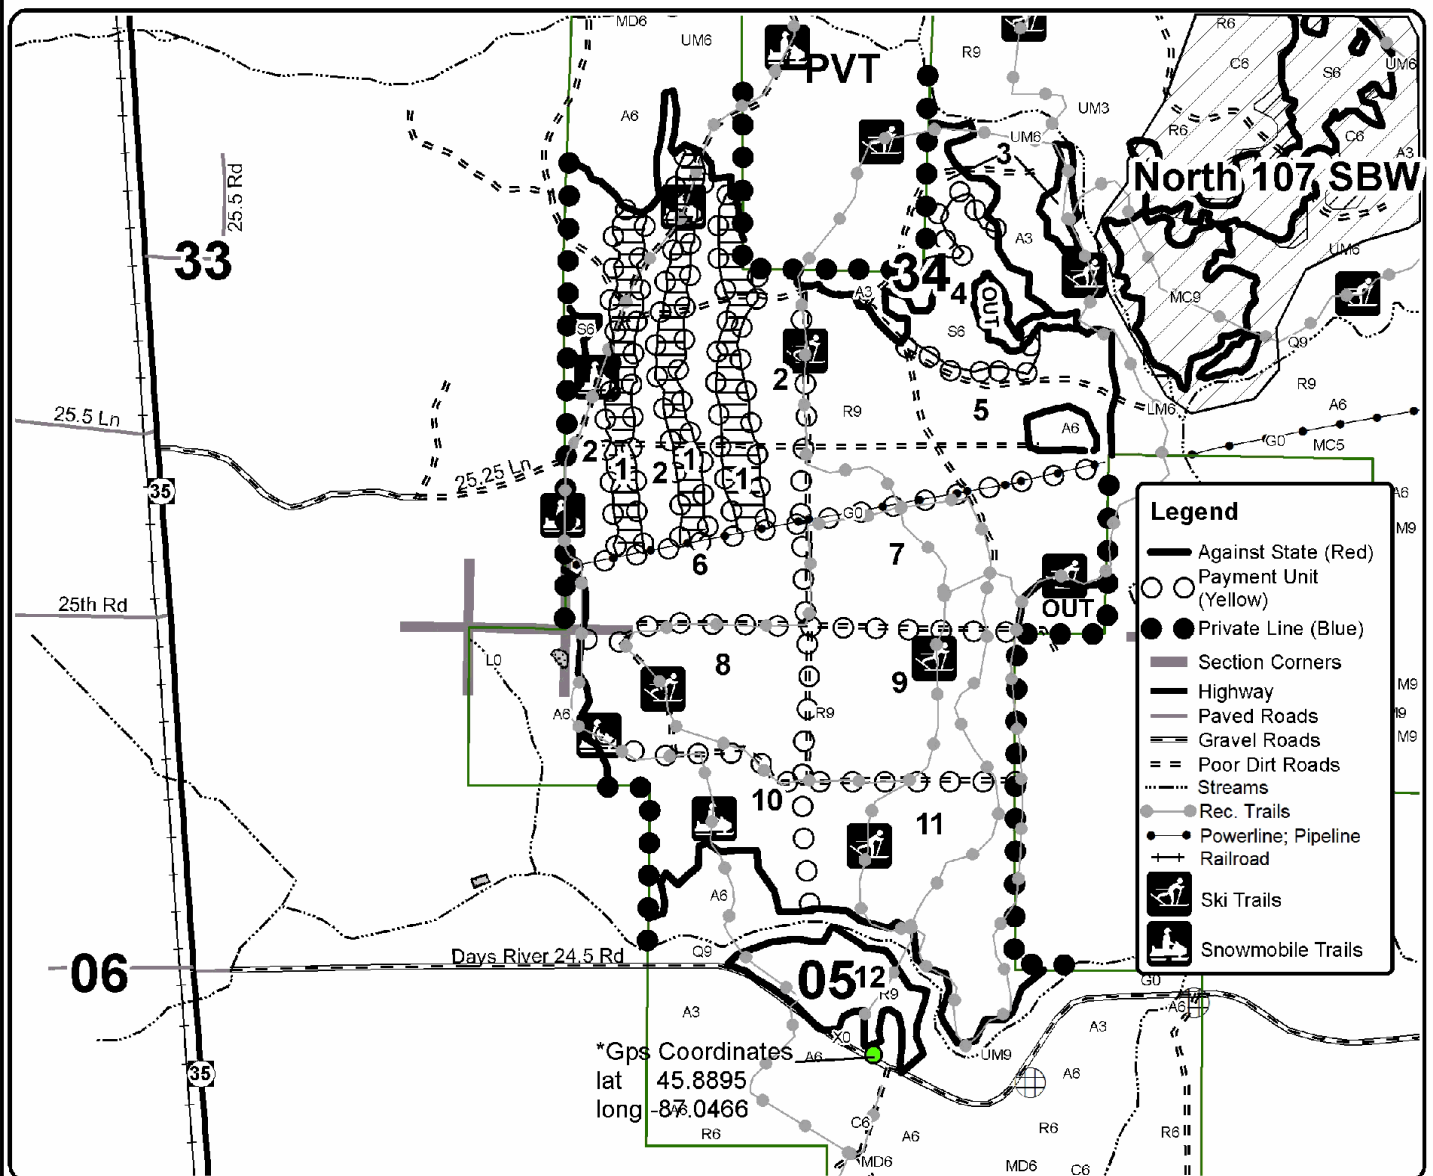 MD6
UM6
PVT
R9
R6
C6
S6
UM6
A6
UM3
UM6
R6
C6
A3
3
North 107 SBW
25.5 Rd
33
A3
UM6
34
4
OUT
A3
MC9
S6
S6
Q9
2
R9
R9
5
A6
LM6
A6
25.5 Ln
A6
G0
MC5
2
1
2
1
1
25.25 Ln
35
G0
A6
M9
6
7
25th Rd
OUT
L0
8
9
A6
R9
M9
M9
M9
10
11
A6
Days River 24.5 Rd
Q9
06
05
12
R9
G0
A6
A3
A3
X0
A6
UM9
*Gps Coordinates
lat 45.8895
long -87.0466
A6
35
A6
R6
C6
A6
R6
R6
MD6
MD6
C6
Legend
Against State (Red)
Payment Unit
(Yellow)
Private Line (Blue)
Section Corners
Highway
Paved Roads
Gravel Roads
Poor Dirt Roads
Streams
Rec. Trails
Powerline; Pipeline
Railroad
Ski Trails
Snowmobile Trails